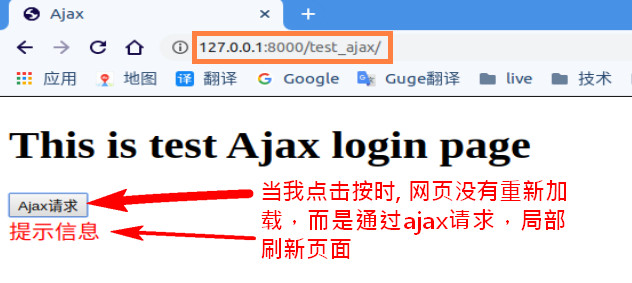 Ajax
127.0.0.1:8000/test_ajax/
应用 地图 译 翻译 G Google Guge翻译 live 技术
This is test Ajax login page
Ajax请求
提示信息
当我点击按时, 网页没有重新加
载，而是通过ajax请求，局部
刷新页面